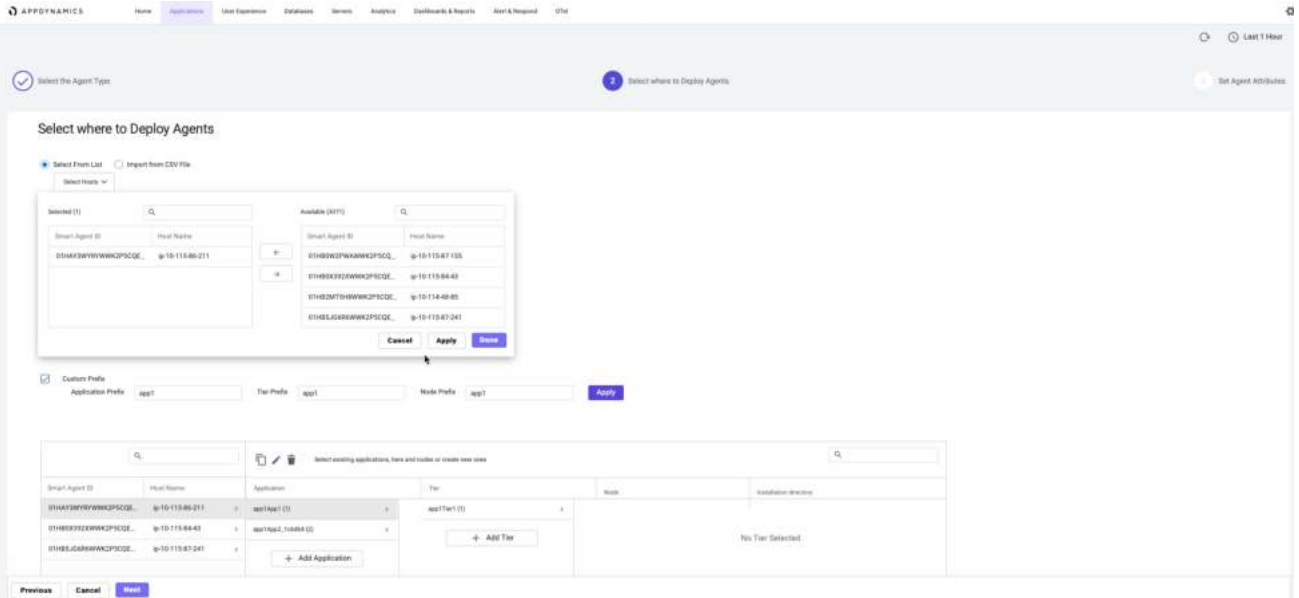 APPDYNAMICS
Home Applications User Experience Databases Servers Analytics Dashboards & Reports Alert & Respond OTel
Last 1 Hour
Select the Agent Type
2 Select where to Deploy Agents
Set Agent Attributes
Select where to Deploy Agents
Select From List Import from CSV File
Select Hosts
Selected (1) Available
Smart Agent ID Host Name Smart Agent ID Host Name
ip-10-115-86-211 ip-10-115-87-155
ip-10-115-84-43
ip-10-114-48-85
ip-10-115-87-241
Cancel Apply Done
Custom Prefix
Application Prefix app1 Tier Prefix app1 Node Prefix app1 Apply
Select existing applications, tiers and nodes or create new ones
Smart Agent ID Host Name Application Tier Node Installation directory
ip-10-115-86-211 app1App1 (1) app1Tier1 (1)
ip-10-115-84-43
ip-10-115-87-241
+ Add Tier
No Tier Selected
+ Add Application
Previous Cancel Next